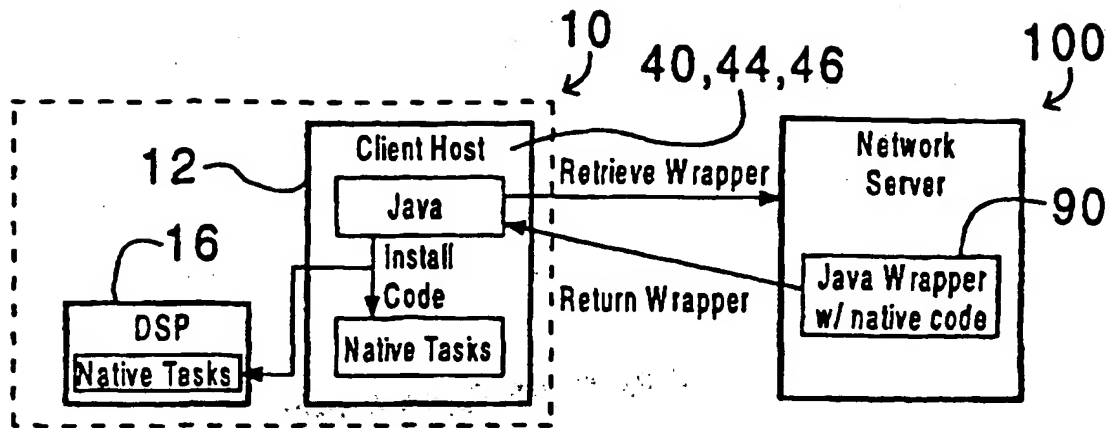 10
40,44,46
100
12
Client Host
Network
Server
Retrieve Wrapper
90
Java
16
Install
Code
Return Wrapper
Java Wrapper
w/ native code
DSP
Native Tasks
Native Tasks